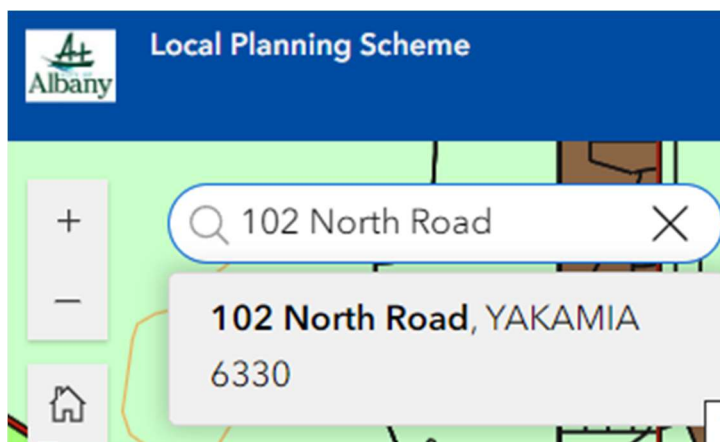 Local Planning Scheme
Albany
102 North Road
102 North Road, YAKAMIA
6330